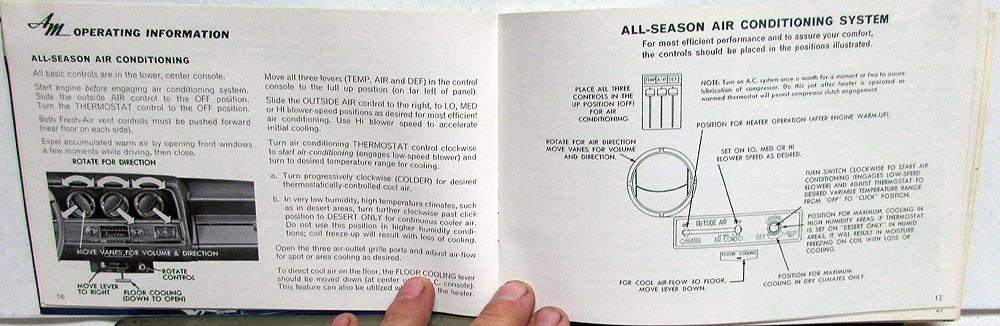 AM OPERATING INFORMATION
ALL-SEASON AIR CONDITIONING
All basic controls are in the lower, center console.
Start engine before engaging air conditioning system.
Slide the outside AIR control to the OFF position.
Turn the THERMOSTAT control to the OFF position.
Both Fresh-Air vent controls must be pushed forward
(near floor on each side).
Expel accumulated warm air by opening front windows
a few moments while driving, then close.
ROTATE FOR DIRECTION
MOVE VANES FOR VOLUME & DIRECTION
ROTATE
CONTROL
MOVE LEVER
TO RIGHT
FLOOR COOLING
(DOWN TO OPEN)
16
Move all three levers (TEMP, AIR and DEF) in the control
console to the full up position (on far left of panel).
Slide the OUTSIDE AIR control to the right, to LO, MED
or HI blower-speed positions as desired for most efficient
air conditioning. Use Hi blower speed to accelerate
initial cooling.
Turn air conditioning THERMOSTAT control clockwise
to start air-conditioning (engages low-speed blower) and
turn to desired temperature range for cooling.
a. Turn progressively clockwise (COLDER) for desired
thermostatically-controlled cool air.
b. In very low humidity, high temperature climates, such
as in desert areas, turn further clockwise past click
position to DESERT ONLY for continuous cooler air.
Do not use this position in higher humidity condi-
tions; coil freeze-up will result with loss of cooling.
Open the three air-outlet grille ports and adjust air-flow
for spot or area cooling as desired.
To direct cool air on the floor, the FLOOR COOLING lever
should be moved down (at center C. console).
This feature can also be utilized the heater.
ALL-SEASON AIR CONDITIONING SYSTEM
For most efficient performance and to assure your comfort,
the controls should be placed in the positions illustrated.
PLACE ALL THREE
CONTROLS IN THE
UP POSITION (OFF)
FOR AIR
CONDITIONING
TEMP AIR DEF
NOTE: Turn on A.C. system once a month for a moment or two to assure
lubrication of compressor. Do this just after heater is operated so
warmed thermostat will permit compressor clutch engagement.
POSITION FOR HEATER OPERATION (AFTER ENGINE WARM-UP).
ROTATE FOR AIR DIRECTION
MOVE VANES FOR VOLUME
AND DIRECTION.
SET ON LO, MED OR HI
BLOWER SPEED AS DESIRED.
TURN SWITCH CLOCKWISE TO START AIR
CONDITIONING (ENGAGES LOW-SPEED
BLOWER) AND ADJUST THERMOSTAT TO
DESIRED VARIABLE TEMPERATURE RANGE
FROM "OFF" TO "CLICK" POSITION.
OUTSIDE AIR
HEATER
AIR COND
OFF
POSITION FOR MAXIMUM COOLING IN
HIGH HUMIDITY AREAS. IF THERMOSTAT
IS SET ON "DESERT ONLY" IN HUMID
AREAS, IT WILL RESULT IN MOISTURE
FREEZING ON COIL WITH LOSS OF
COOLING.
FLOOR COOLING
FOR COOL AIR-FLOW TO FLOOR,
MOVE LEVER DOWN.
POSITION FOR MAXIMUM
COOLING IN DRY CLIMATES ONLY.
17